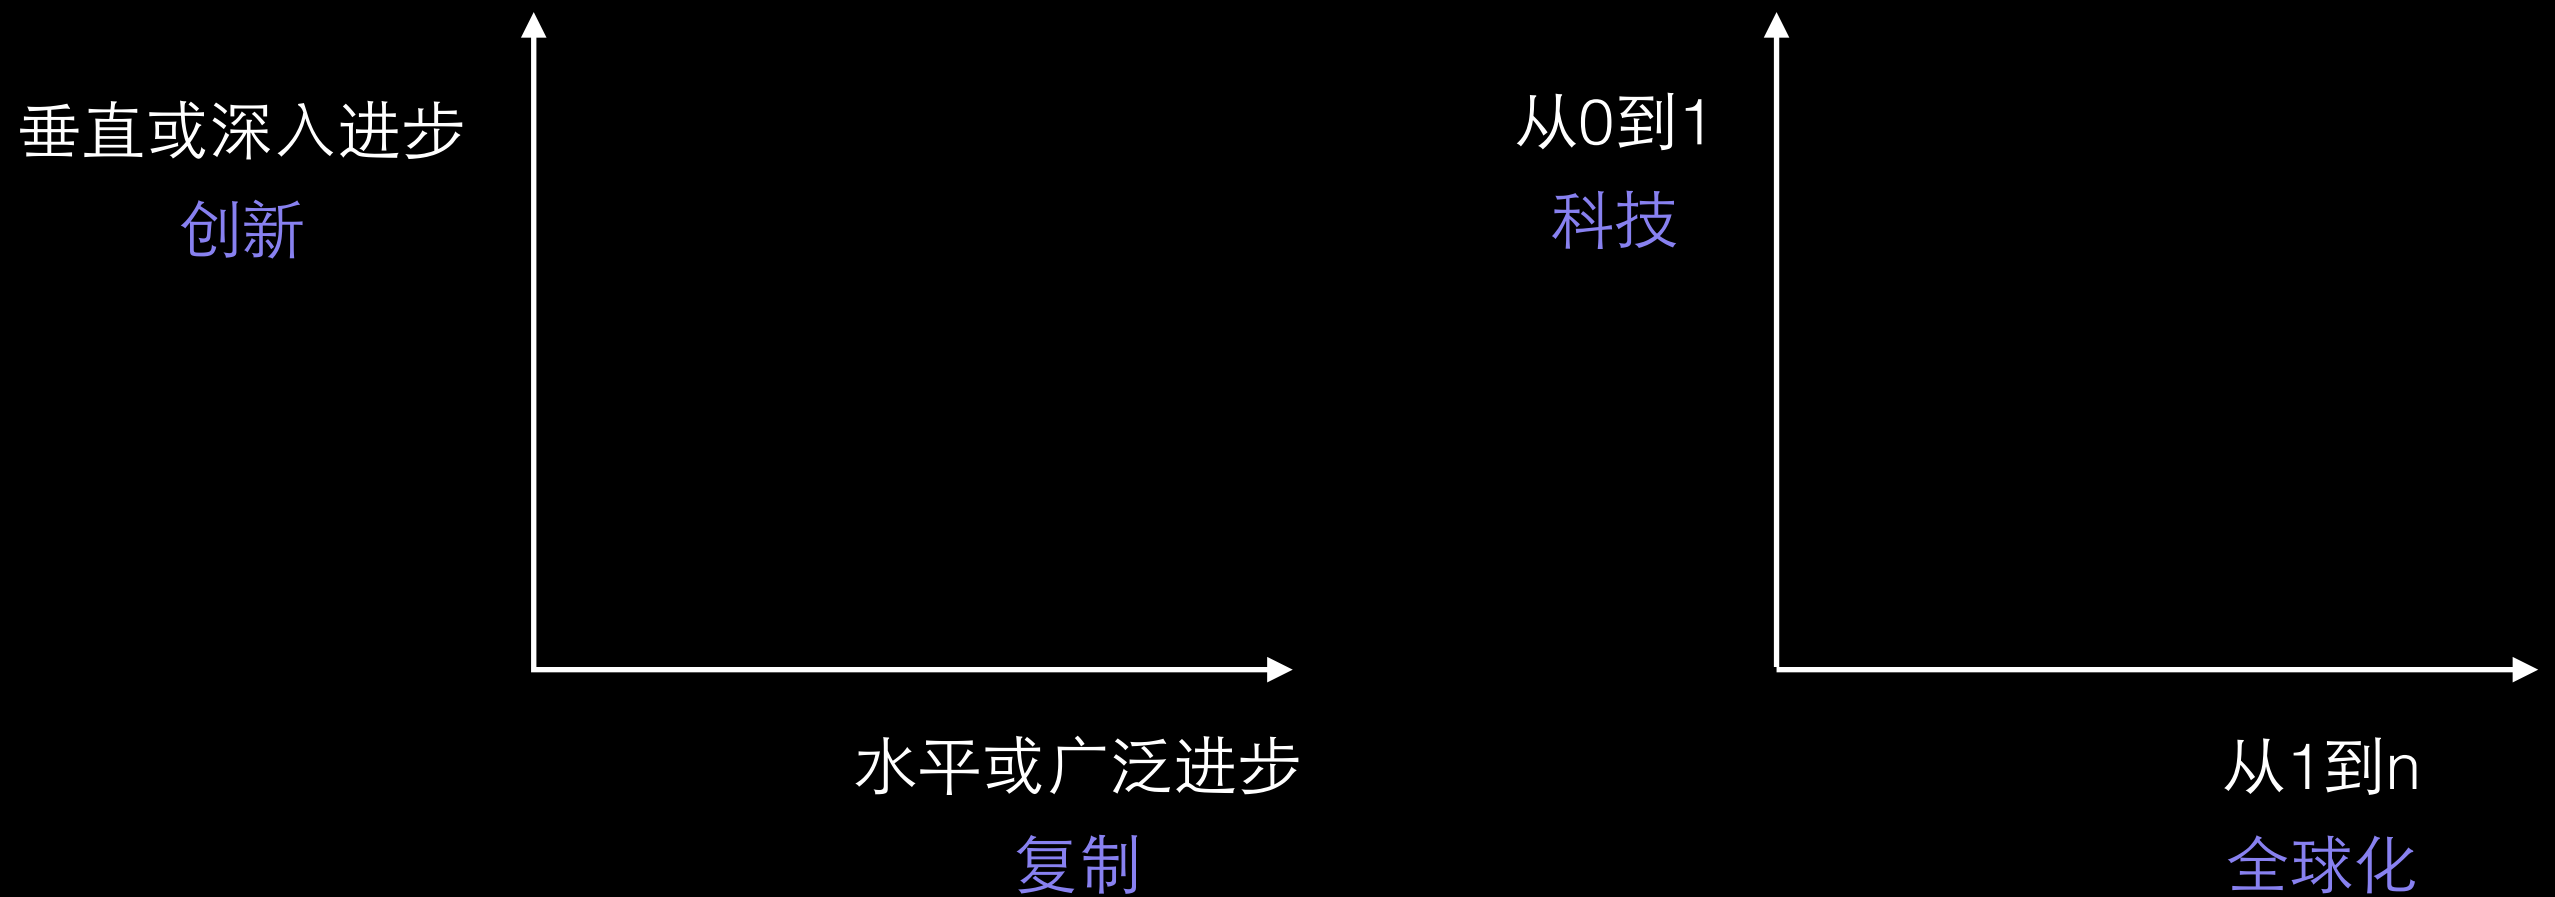 垂直或深入进步
创新
水平或广泛进步
复制
从0到1
科技
从1到n
全球化